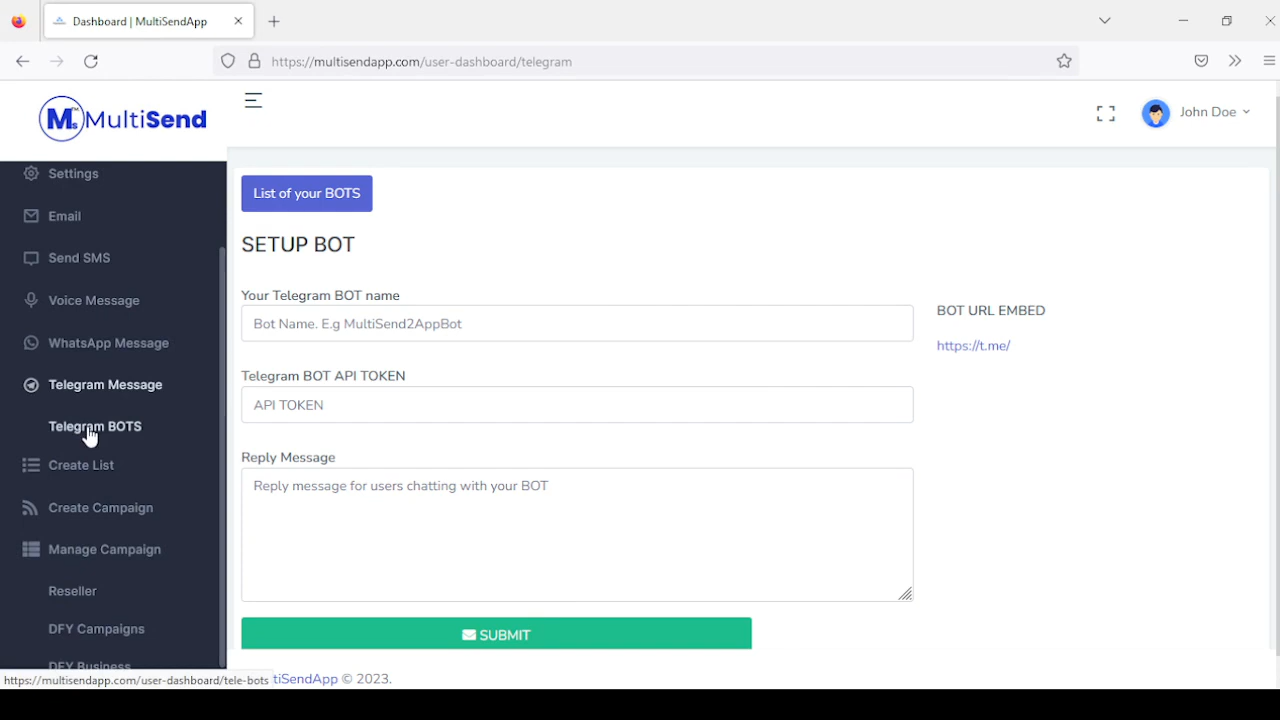 Dashboard | MultiSendApp
https://multisendapp.com/user-dashboard/telegram
Ms MultiSend
John Doe
Settings
Email
Send SMS
Voice Message
WhatsApp Message
Telegram Message
Telegram BOTS
Create List
Create Campaign
Manage Campaign
Reseller
DFY Campaigns
DFY Business
List of your BOTS
SETUP BOT
Your Telegram BOT name
Bot Name. E.g MultiSend2AppBot
BOT URL EMBED
https://t.me/
Telegram BOT API TOKEN
API TOKEN
Reply Message
Reply message for users chatting with your BOT
SUBMIT
https://multisendapp.com/user-dashboard/tele-bots
tiSendApp © 2023.